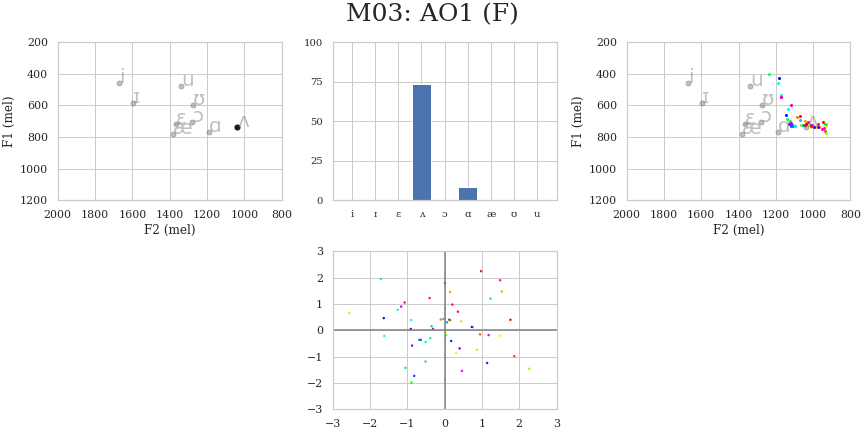 M03: AO1 (F)
200
400
600
800
1000
1200
F1 (mel)
2000 1800 1600 1400 1200 1000 800
F2 (mel)
i
ɪ
ɛ
æ
u
ʊ
ɔ
ɑ
ʌ
100
75
50
25
0
i ɪ ɛ ʌ ɔ ɑ æ ʊ u
200
400
600
800
1000
1200
F1 (mel)
2000 1800 1600 1400 1200 1000 800
F2 (mel)
i
ɪ
ɛ
æ
u
ʊ
ɔ
ɑ
ʌ
3
2
1
0
−1
−2
−3
−3 −2 −1 0 1 2 3